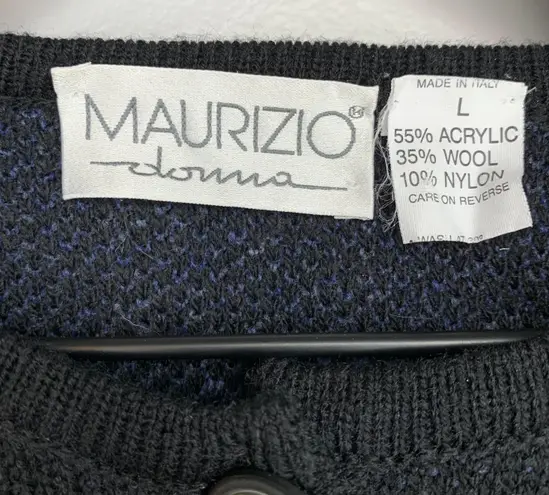 MAURIZIO
donna
MADE IN ITALY
L
55% ACRYLIC
35% WOOL
10% NYLON
CARE ON REVERSE